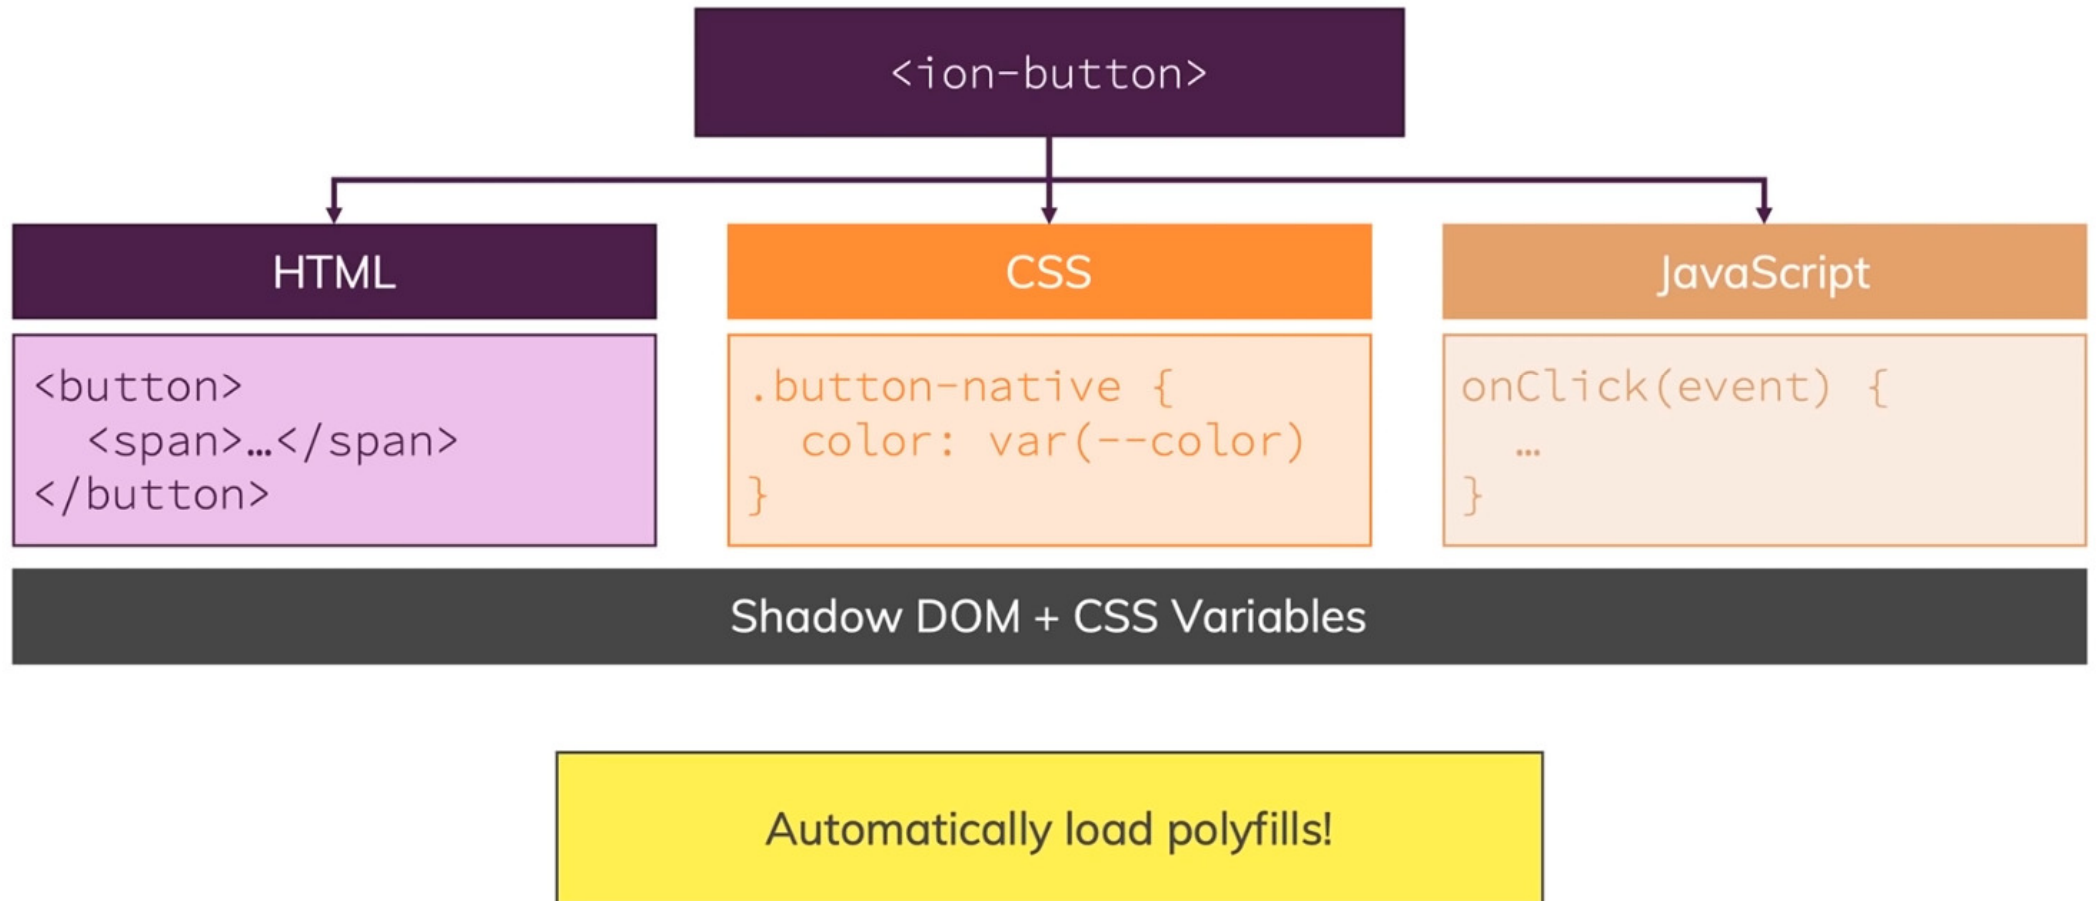 <ion-button>
HTML
<button>
<span>…</span>
</button>
CSS
.button-native {
color: var(--color)
}
JavaScript
onClick(event) {
…
}
Shadow DOM + CSS Variables
Automatically load polyfills!